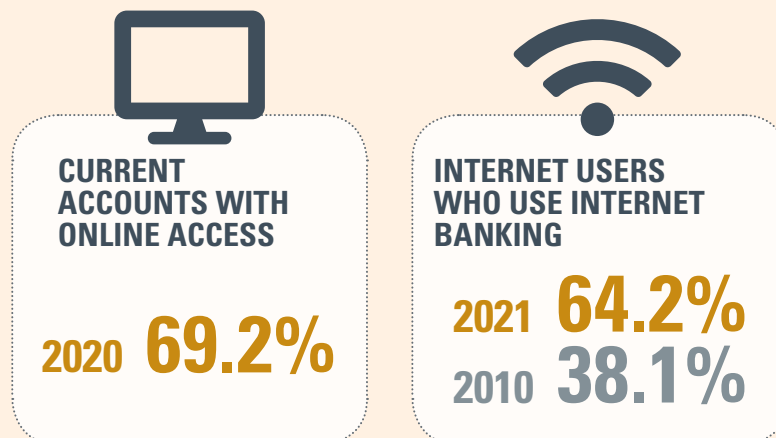 CURRENT
ACCOUNTS WITH
ONLINE ACCESS
2020 69.2%
INTERNET USERS
WHO USE INTERNET
BANKING
2021 64.2%
2010 38.1%